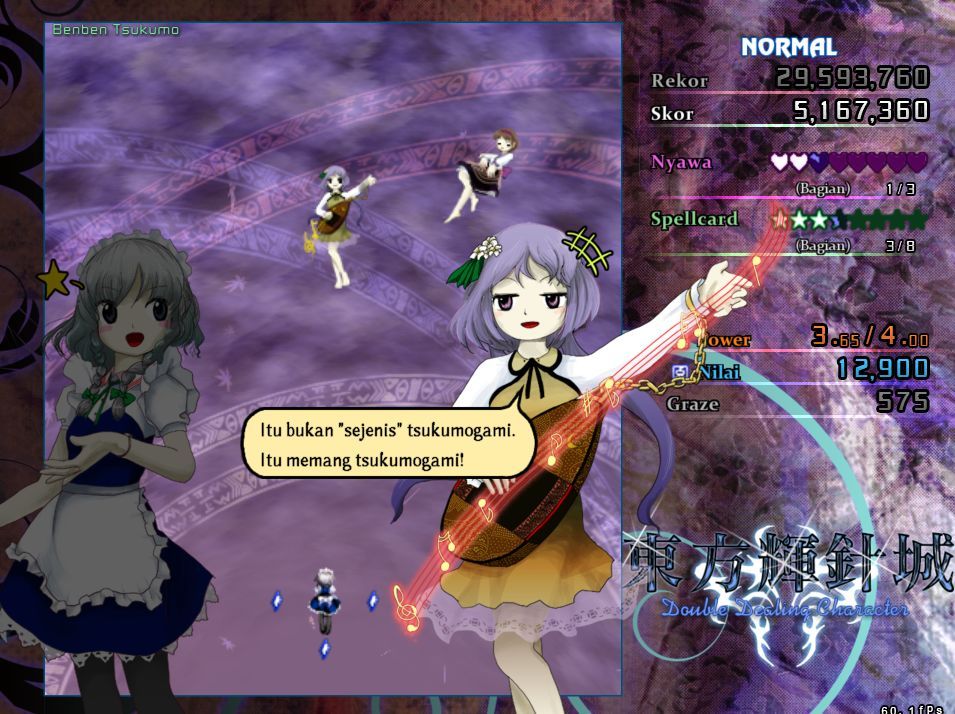 Benben Tsukumo
NORMAL
Rekor 29,593,760
Skor 5,167,360
Nyawa
(Bagian) 1/3
Spellcard
(Bagian) 3/8
Power 3.65/4.00
Nilai 12,900
Graze 575
Itu bukan "sejenis" tsukumogami.
Itu memang tsukumogami!
東方輝針城
Double Dealing Character
60.1fps